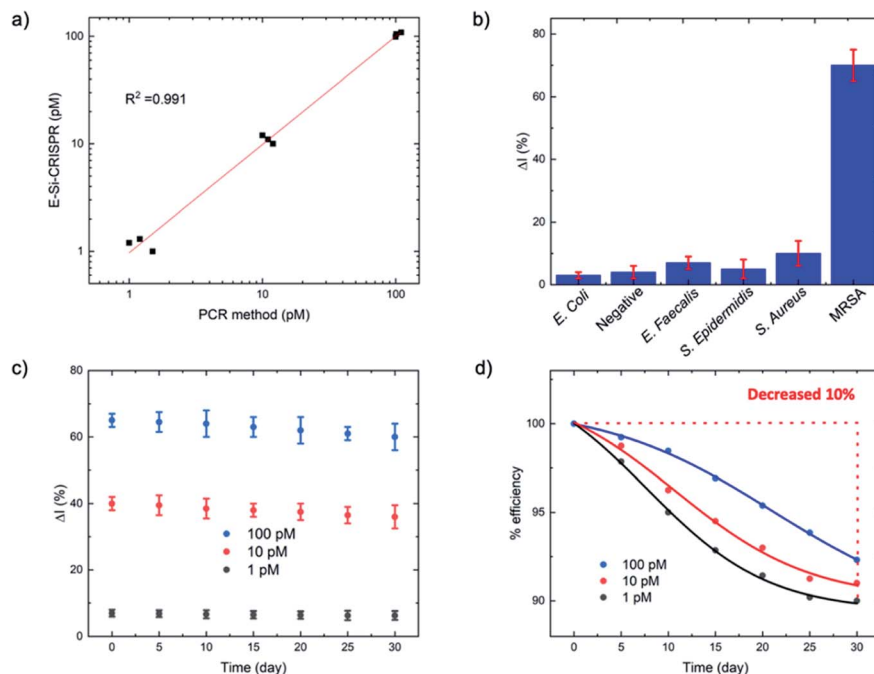 a)
100
10
1
E-Si-CRISPR (pM)
R² =0.991
1
10
100
PCR method (pM)
b)
80
60
40
20
0
ΔI (%)
E. Coli
Negative
E. Faecalis
S. Epidermidis
S. Aureus
MRSA
c)
80
60
40
20
0
ΔI (%)
100 pM
10 pM
1 pM
0 5 10 15 20 25 30
Time (day)
d)
Decreased 10%
100
95
90
% efficiency
100 pM
10 pM
1 pM
0 5 10 15 20 25 30
Time (day)